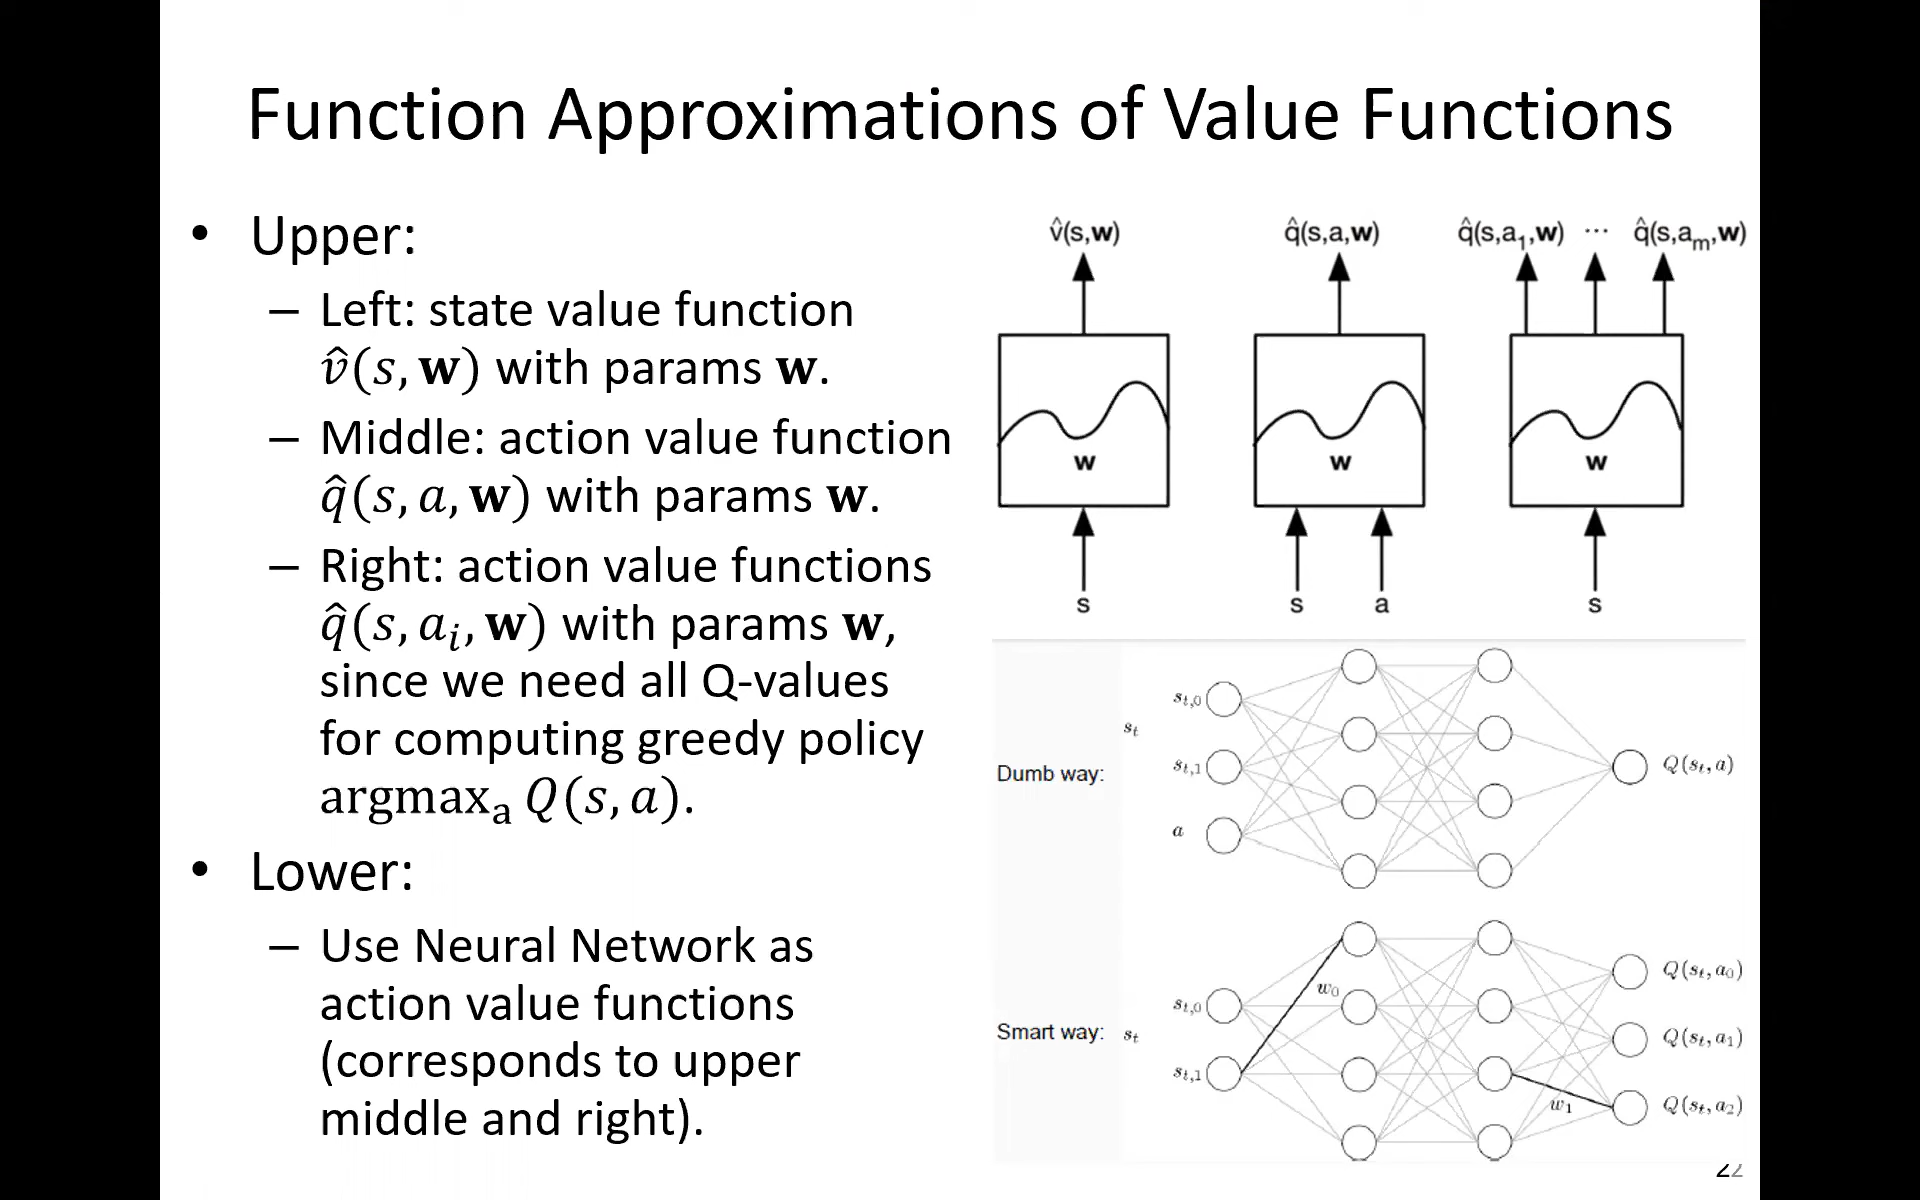 Function Approximations of Value Functions
• Upper:
– Left: state value function
v̂(s, w) with params w.
– Middle: action value function
q̂(s, a, w) with params w.
– Right: action value functions
q̂(s, aᵢ, w) with params w,
since we need all Q-values
for computing greedy policy
argmaxₐ Q(s, a).
• Lower:
– Use Neural Network as
action value functions
(corresponds to upper
middle and right).
v̂(s,w) q̂(s,a,w) q̂(s,a₁,w) ··· q̂(s,aₘ,w)
w w w
s s a s
Dumb way:
sₜ
sₜ,₀
sₜ,₁
a
Q(sₜ, a)
Smart way:
sₜ
sₜ,₀
sₜ,₁
w₀
w₁
Q(sₜ, a₀)
Q(sₜ, a₁)
Q(sₜ, a₂)
22